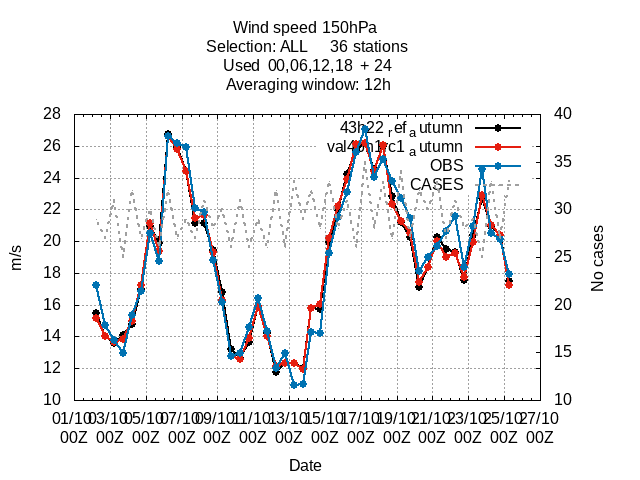 Wind speed 150hPa
Selection: ALL 36 stations
Used 00,06,12,18 + 24
Averaging window: 12h
28 40
43h22_ref_autumn
val46h1rc1_autumn
OBS
CASES
26 35
24
22 30
20 25
18
16 20
14 15
12
10 10
m/s
No cases
01/10 03/10 05/10 07/10 09/10 11/10 13/10 15/10 17/10 19/10 21/10 23/10 25/10 27/10
00Z 00Z 00Z 00Z 00Z 00Z 00Z 00Z 00Z 00Z 00Z 00Z 00Z 00Z
Date